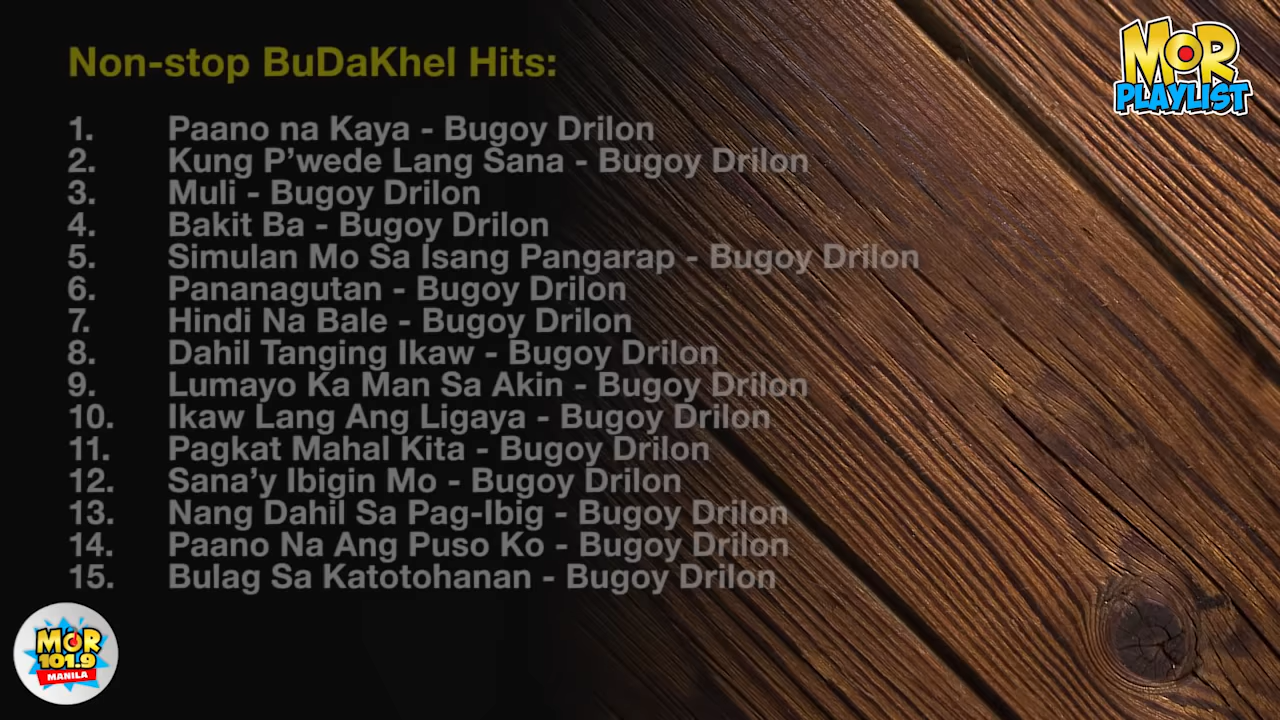 Non-stop BuDaKhel Hits:
MOR
PLAYLIST
1. Paano na Kaya - Bugoy Drilon
2. Kung P’wede Lang Sana - Bugoy Drilon
3. Muli - Bugoy Drilon
4. Bakit Ba - Bugoy Drilon
5. Simulan Mo Sa Isang Pangarap - Bugoy Drilon
6. Pananagutan - Bugoy Drilon
7. Hindi Na Bale - Bugoy Drilon
8. Dahil Tanging Ikaw - Bugoy Drilon
9. Lumayo Ka Man Sa Akin - Bugoy Drilon
10. Ikaw Lang Ang Ligaya - Bugoy Drilon
11. Pagkat Mahal Kita - Bugoy Drilon
12. Sana’y Ibigin Mo - Bugoy Drilon
13. Nang Dahil Sa Pag-Ibig - Bugoy Drilon
14. Paano Na Ang Puso Ko - Bugoy Drilon
15. Bulag Sa Katotohanan - Bugoy Drilon
MOR
101.9
MANILA